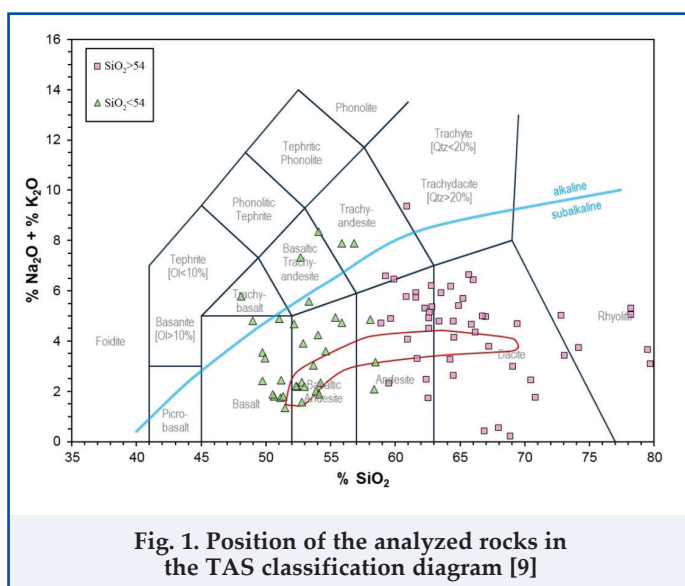 16
14
12
10
8
6
4
2
0
35
40
45
50
55
60
65
70
75
80
% Na₂O + % K₂O
% SiO₂
SiO₂>54
SiO₂<54
Phonolite
Tephritic
Phonolite
Trachyte
[Qtz<20%]
Trachydacite
[Qtz>20%]
alkaline
subalkaline
Phonolitic
Tephrite
Trachy-
andesite
Tephrite
[Ol<10%]
Basaltic
Trachy-
andesite
Trachy-
basalt
Foidite
Basanite
[Ol>10%]
Rhyolite
Dacite
Andesite
Basaltic
Andesite
Basalt
Picro-
basalt
Fig. 1. Position of the analyzed rocks in
the TAS classification diagram [9]